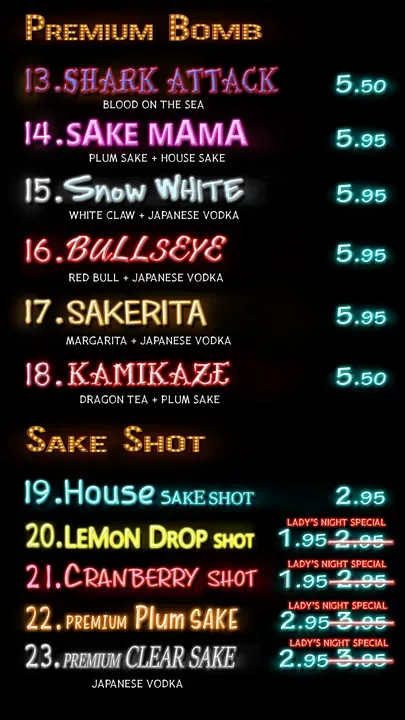 Premium Bomb
13. SHARK ATTACK 5.50
BLOOD ON THE SEA
14. SAKE MAMA 5.95
PLUM SAKE + HOUSE SAKE
15. Snow WHITE 5.95
WHITE CLAW + JAPANESE VODKA
16. BULLSEYE 5.95
RED BULL + JAPANESE VODKA
17. SAKERITA 5.95
MARGARITA + JAPANESE VODKA
18. KAMIKAZE 5.50
DRAGON TEA + PLUM SAKE
Sake Shot
19. House SAKE SHOT 2.95
LADY'S NIGHT SPECIAL
20. LEMON DROP SHOT 1.95 2.95
LADY'S NIGHT SPECIAL
21. CRANBERRY SHOT 1.95 2.95
LADY'S NIGHT SPECIAL
22. PREMIUM Plum SAKE 2.95 3.95
LADY'S NIGHT SPECIAL
23. PREMIUM CLEAR SAKE 2.95 3.95
JAPANESE VODKA